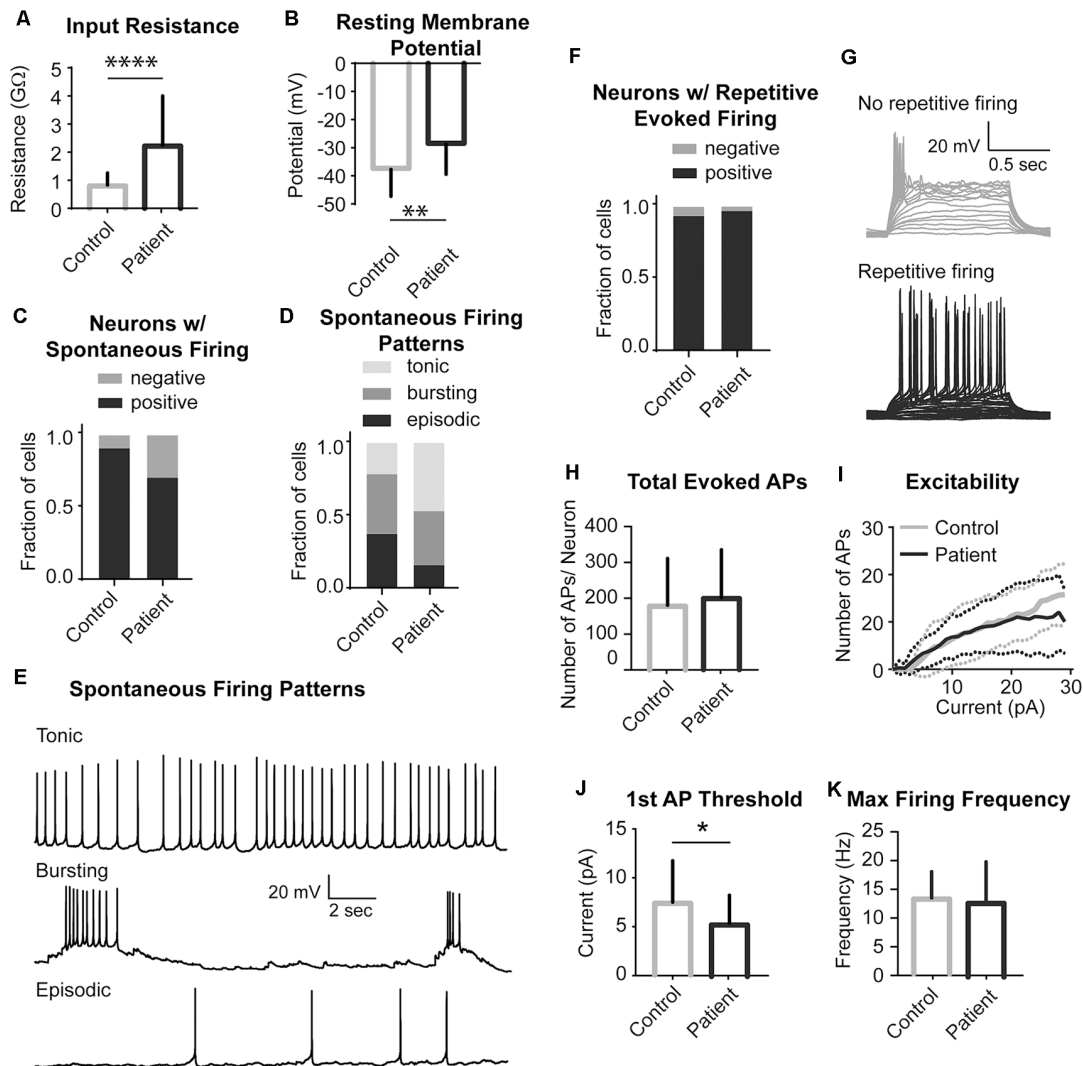 A
Input Resistance
****
Resistance (GΩ)
5
4
3
2
1
0
Control
Patient
B
Resting Membrane
Potential
Potential (mV)
0
-10
-20
-30
-40
-50
**
Control
Patient
C
Neurons w/
Spontaneous Firing
negative
positive
Fraction of cells
1.0
0.5
0.0
Control
Patient
D
Spontaneous Firing
Patterns
tonic
bursting
episodic
Fraction of cells
1.0
0.5
0.0
Control
Patient
E
Spontaneous Firing Patterns
Tonic
Bursting
20 mV
2 sec
Episodic
F
Neurons w/ Repetitive
Evoked Firing
negative
positive
Fraction of cells
1.0
0.5
0.0
Control
Patient
G
No repetitive firing
20 mV
0.5 sec
Repetitive firing
H
Total Evoked APs
Number of APs/ Neuron
400
300
200
100
0
Control
Patient
I
Excitability
Control
Patient
Number of APs
30
20
20
0
10
20
30
Current (pA)
J
1st AP Threshold
*
Current (pA)
15
10
5
0
Control
Patient
K
Max Firing Frequency
Frequency (Hz)
25
20
15
10
5
0
Control
Patient